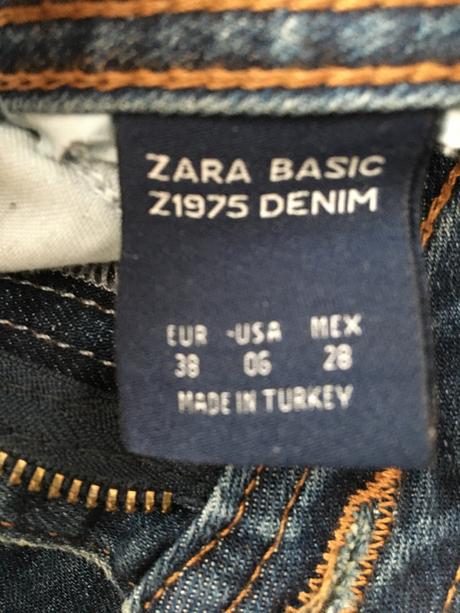 ZARA BASIC
Z1975 DENIM
EUR -USA MEX
38 06 28
MADE IN TURKEY